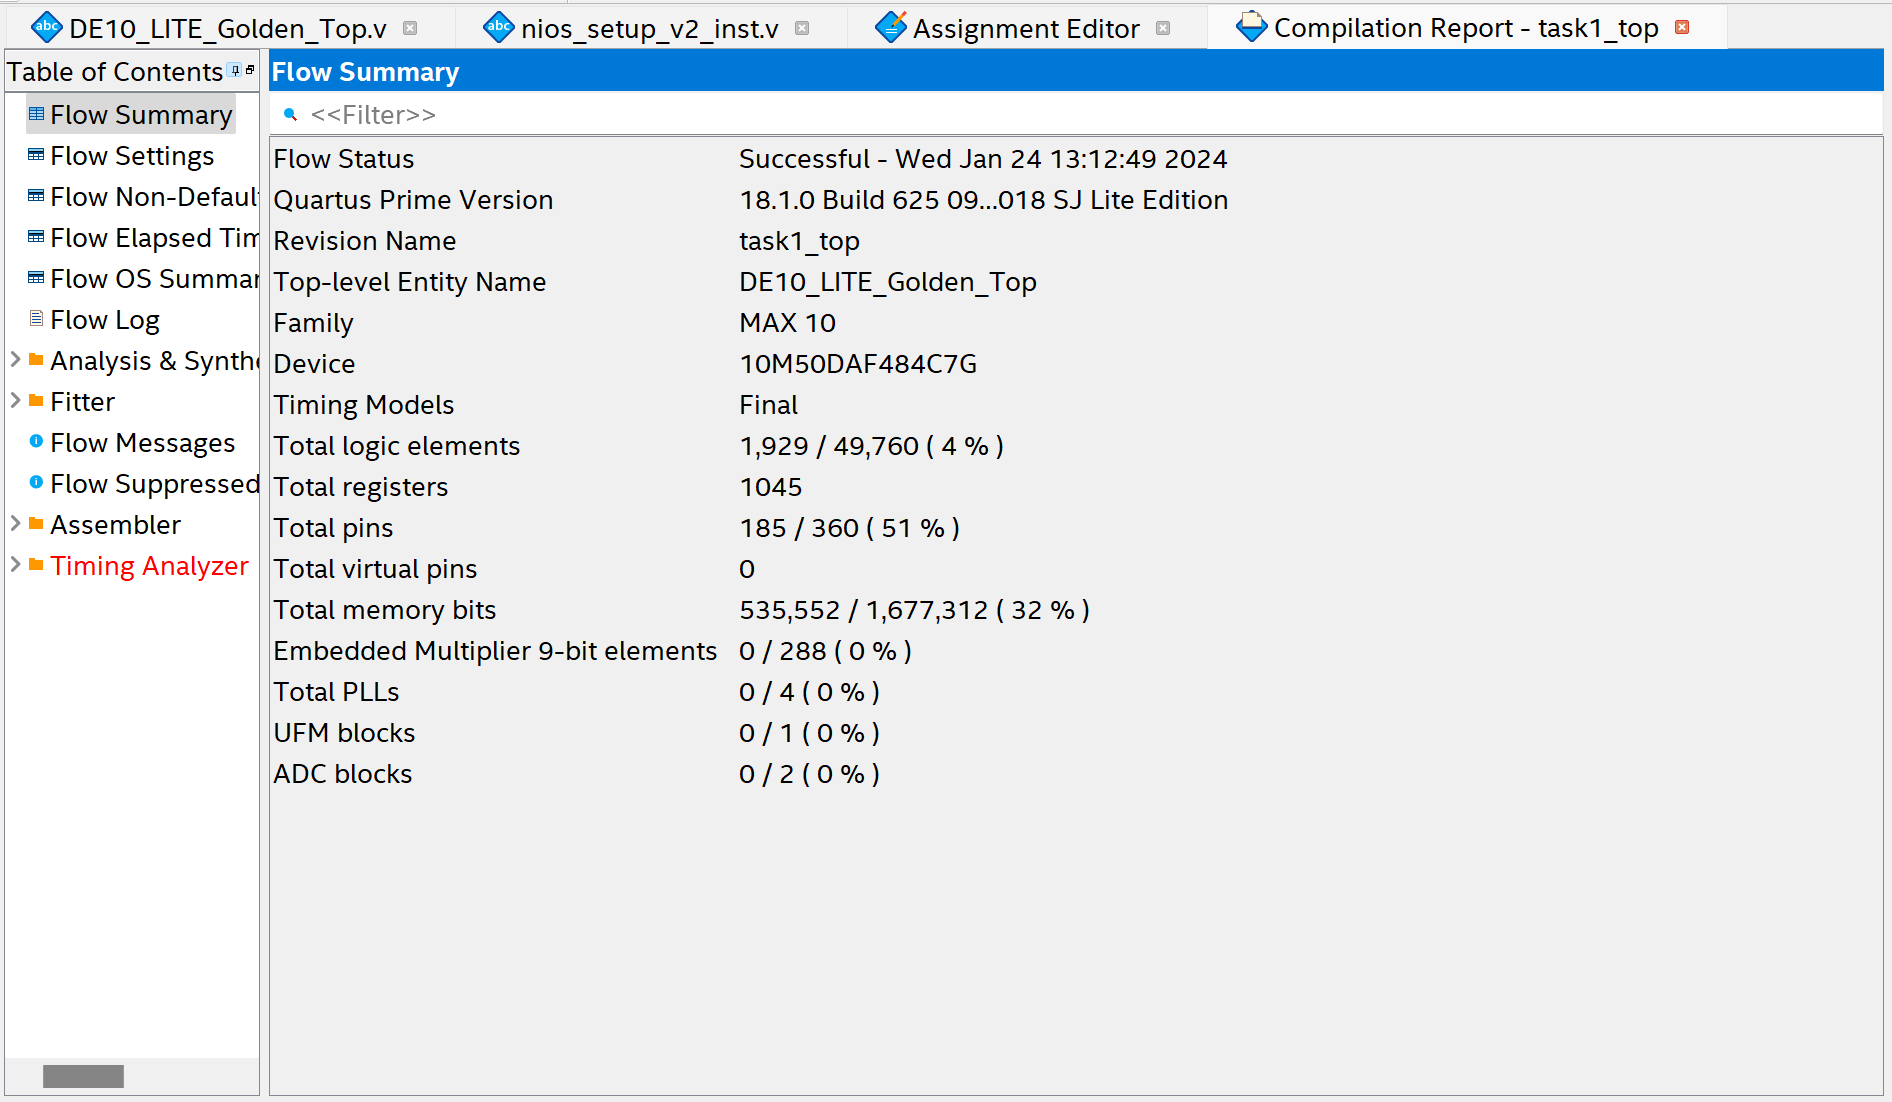 DE10_LITE_Golden_Top.v
nios_setup_v2_inst.v
Assignment Editor
Compilation Report - task1_top
Table of Contents
Flow Summary
Flow Settings
Flow Non-Defaul
Flow Elapsed Tim
Flow OS Summar
Flow Log
Analysis & Synthe
Fitter
Flow Messages
Flow Suppressed
Assembler
Timing Analyzer
Flow Summary
<<Filter>>
Flow Status Successful - Wed Jan 24 13:12:49 2024
Quartus Prime Version 18.1.0 Build 625 09...018 SJ Lite Edition
Revision Name task1_top
Top-level Entity Name DE10_LITE_Golden_Top
Family MAX 10
Device 10M50DAF484C7G
Timing Models Final
Total logic elements 1,929 / 49,760 ( 4 % )
Total registers 1045
Total pins 185 / 360 ( 51 % )
Total virtual pins 0
Total memory bits 535,552 / 1,677,312 ( 32 % )
Embedded Multiplier 9-bit elements 0 / 288 ( 0 % )
Total PLLs 0 / 4 ( 0 % )
UFM blocks 0 / 1 ( 0 % )
ADC blocks 0 / 2 ( 0 % )